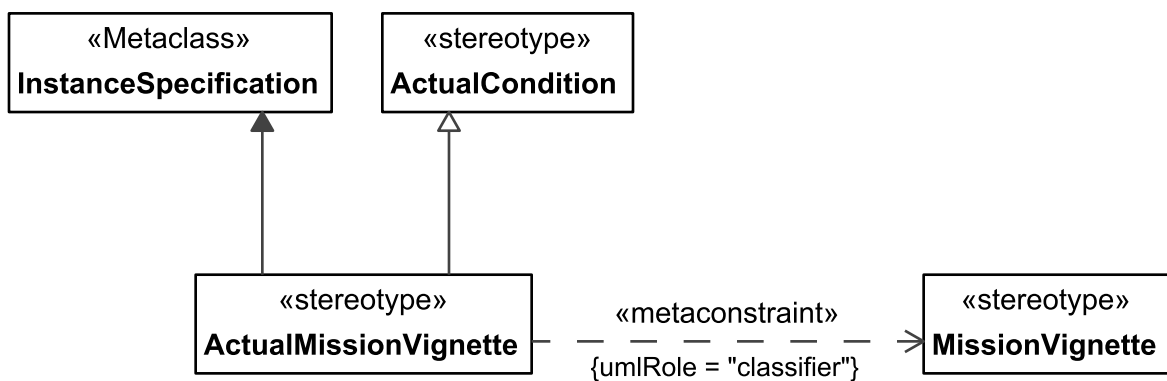 «Metaclass»
InstanceSpecification
«stereotype»
ActualCondition
«stereotype»
ActualMissionVignette
«metaconstraint»
{umlRole = "classifier"}
«stereotype»
MissionVignette